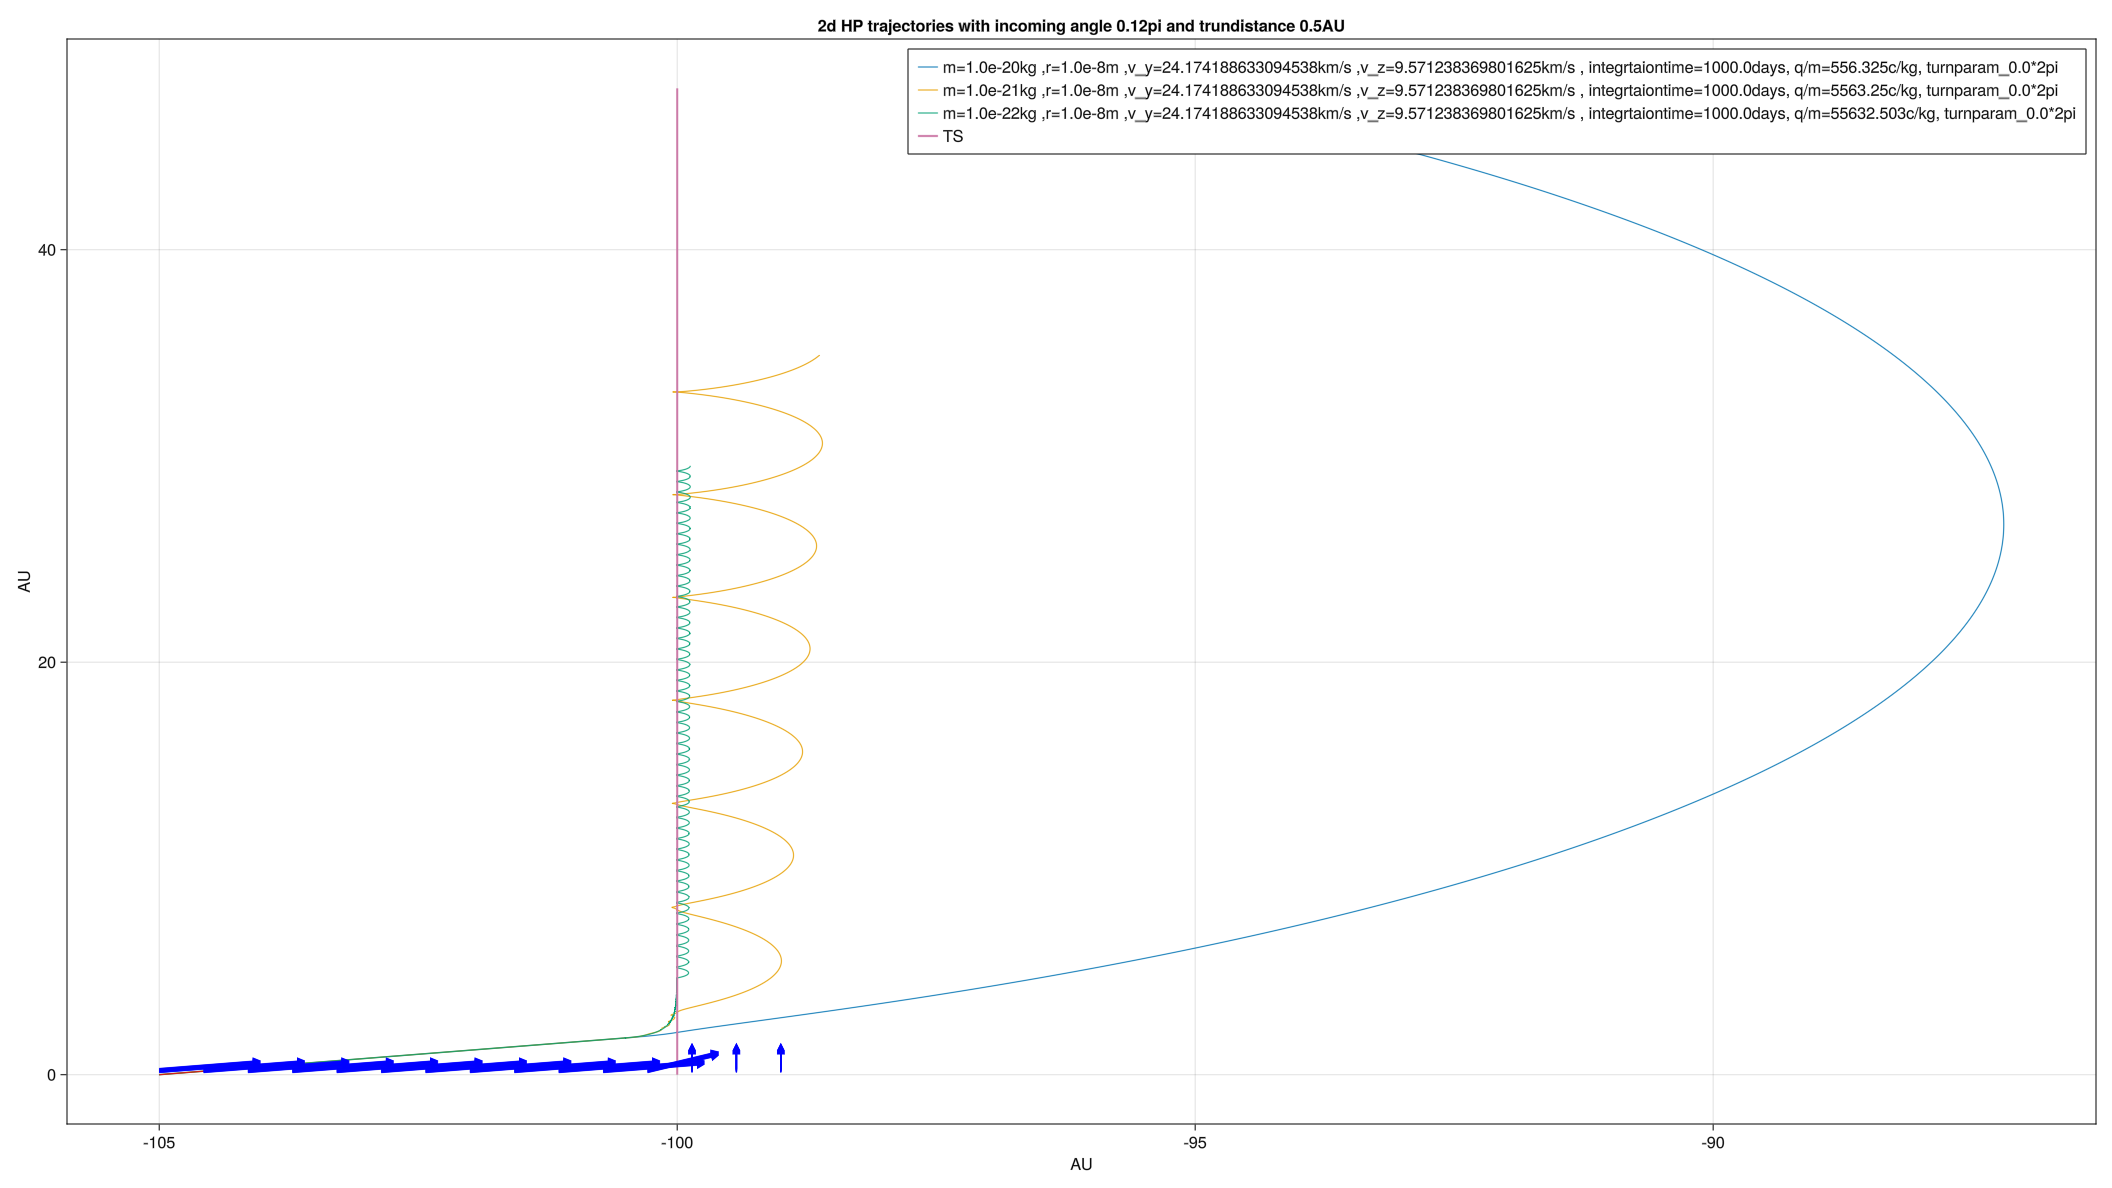 2d HP trajectories with incoming angle 0.12pi and trundistance 0.5AU
m=1.0e-20kg ,r=1.0e-8m ,v_y=24.174188633094538km/s ,v_z=9.571238369801625km/s , integrtaiontime=1000.0days, q/m=556.325c/kg, turnparam_0.0*2pi
m=1.0e-21kg ,r=1.0e-8m ,v_y=24.174188633094538km/s ,v_z=9.571238369801625km/s , integrtaiontime=1000.0days, q/m=5563.25c/kg, turnparam_0.0*2pi
m=1.0e-22kg ,r=1.0e-8m ,v_y=24.174188633094538km/s ,v_z=9.571238369801625km/s , integrtaiontime=1000.0days, q/m=55632.503c/kg, turnparam_0.0*2pi
TS
40
20
0
AU
-105
-100
-95
-90
AU